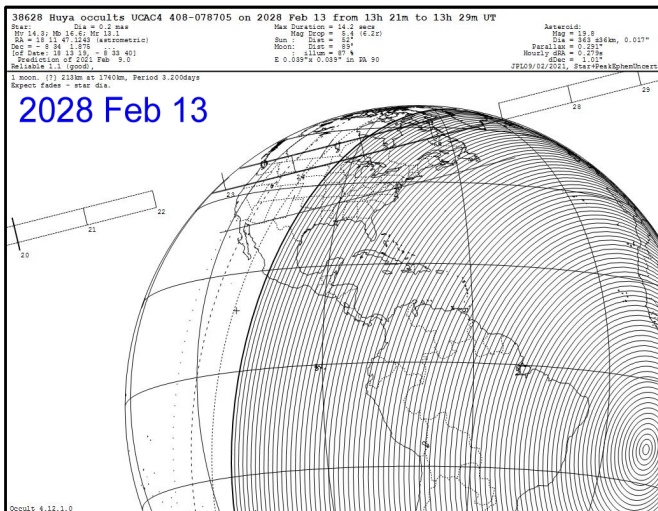 38628 Huya occults UCAC4 408-078705 on 2028 Feb 13 from 13h 21m to 13h 29m UT
Star: Dia = 0.2 mas
Mv 14.3; Mb 16.6; Mr 13.1
RA = 18 11 47.1243 (astrometric)
Dec = - 8 34 1.875
[of Date: 18 13 19, - 8 33 40]
Prediction of 2021 Feb 9.0
Reliable 1.1 (good),
Max Duration = 14.2 secs
Mag Drop = 5.4 (6.2r)
Sun : Dist = 52°
Moon: Dist = 89°
: illum = 87 %
E 0.039"x 0.039" in PA 90
Asteroid:
Mag = 19.8
Dia = 363 ±36km, 0.017"
Parallax = 0.291"
Hourly dRA = 0.279s
dDec = 1.01"
JPL09/02/2021, Star+PeakEphemUncert
1 moon. (?) 213km at 1740km, Period 3.200days
Expect fades - star dia.
2028 Feb 13
29
28
24
23
22
21
20
Occult 4.12.1.0